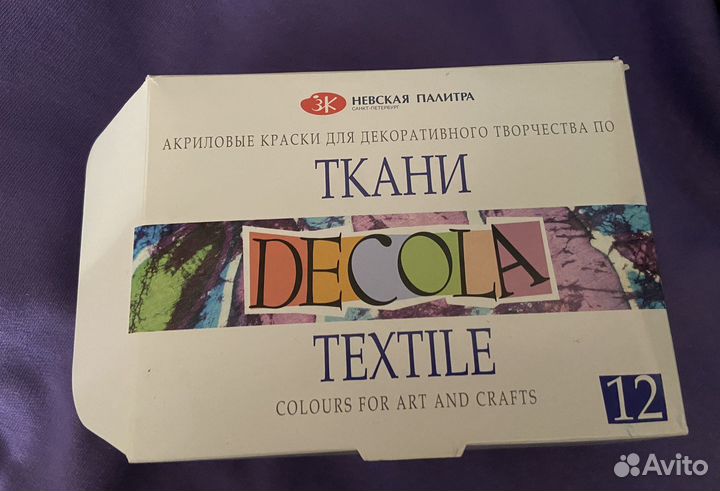 ЗК НЕВСКАЯ ПАЛИТРА
САНКТ-ПЕТЕРБУРГ
АКРИЛОВЫЕ КРАСКИ ДЛЯ ДЕКОРАТИВНОГО ТВОРЧЕСТВА ПО
ТКАНИ
DECOLA
TEXTILE
COLOURS FOR ART AND CRAFTS
12
Avito